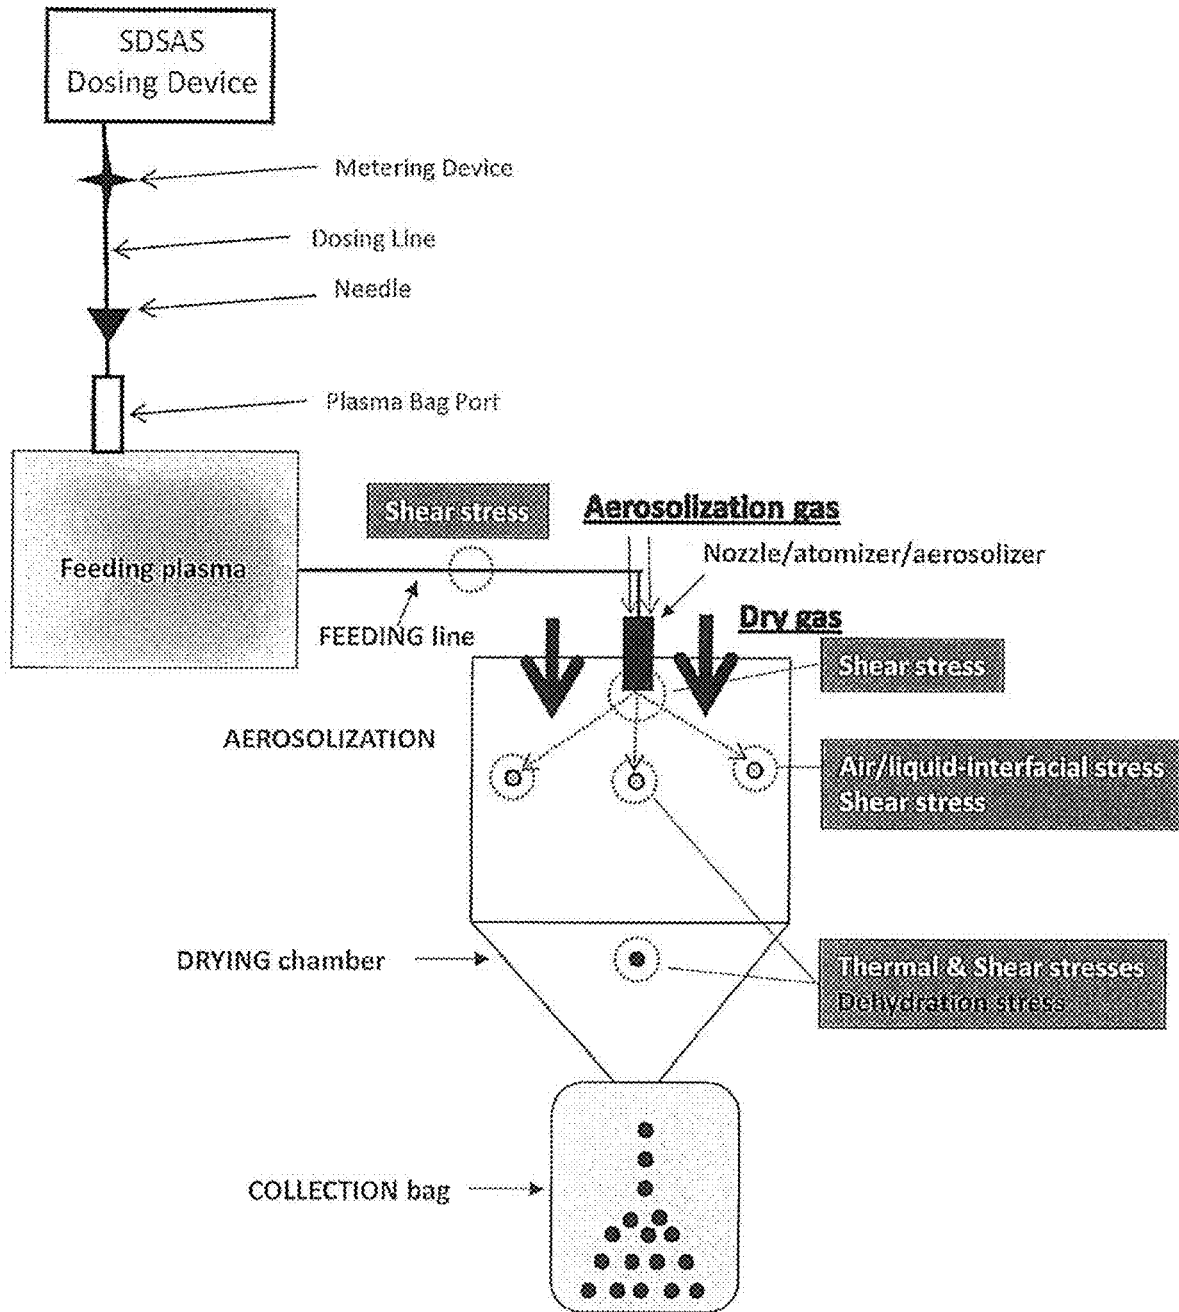 SDSAS
Dosing Device
Metering Device
Dosing Line
Needle
Plasma Bag Port
Shear stress
Aerosolization gas
Nozzle/atomizer/aerosolizer
Feeding plasma
FEEDING line
Dry gas
Shear stress
AEROSOLIZATION
Air/liquid-interfacial stress
Shear stress
DRYING chamber
Thermal & Shear stresses
Dehydration stress
COLLECTION bag